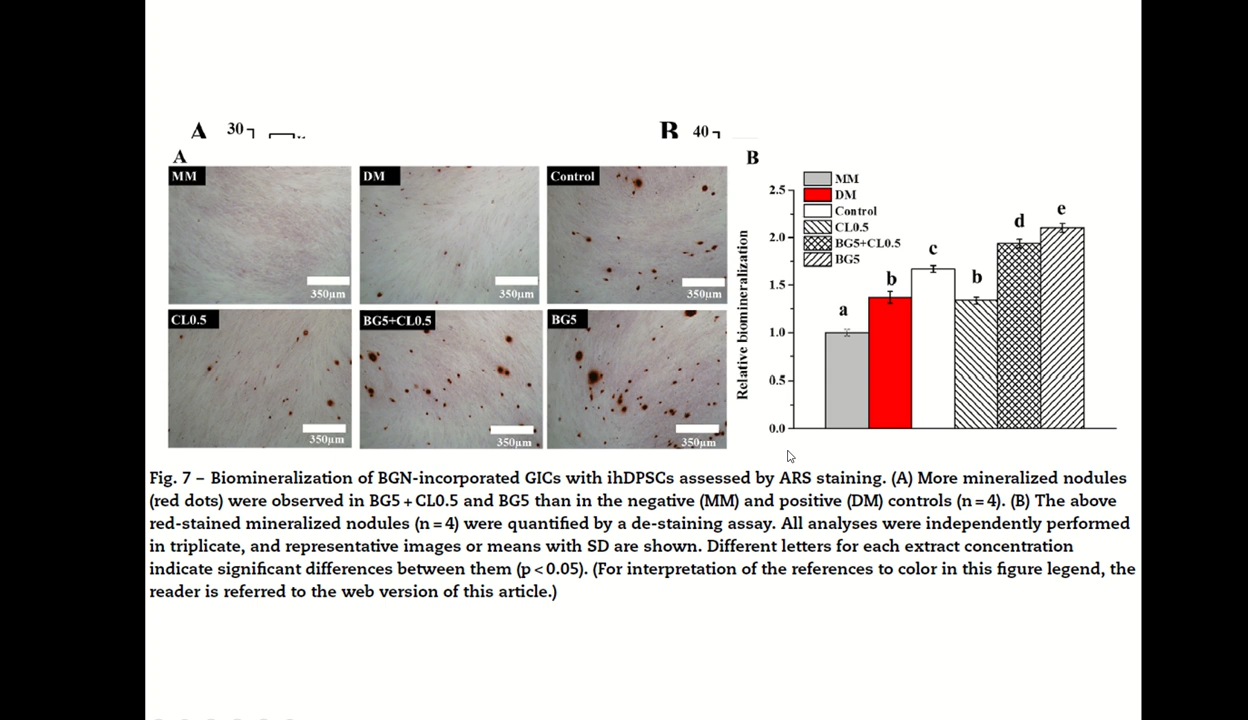 A 30
B 40
A
MM
DM
Control
350μm
350μm
350μm
CL0.5
BG5+CL0.5
BG5
350μm
350μm
350μm
B
Relative biomineralization
2.5
2.0
1.5
1.0
0.5
0.0
MM
DM
Control
CL0.5
BG5+CL0.5
BG5
a
b
c
b
d
e
Fig. 7 – Biomineralization of BGN-incorporated GICs with ihDPSCs assessed by ARS staining. (A) More mineralized nodules
(red dots) were observed in BG5 + CL0.5 and BG5 than in the negative (MM) and positive (DM) controls (n = 4). (B) The above
red-stained mineralized nodules (n = 4) were quantified by a de-staining assay. All analyses were independently performed
in triplicate, and representative images or means with SD are shown. Different letters for each extract concentration
indicate significant differences between them (p < 0.05). (For interpretation of the references to color in this figure legend, the
reader is referred to the web version of this article.)